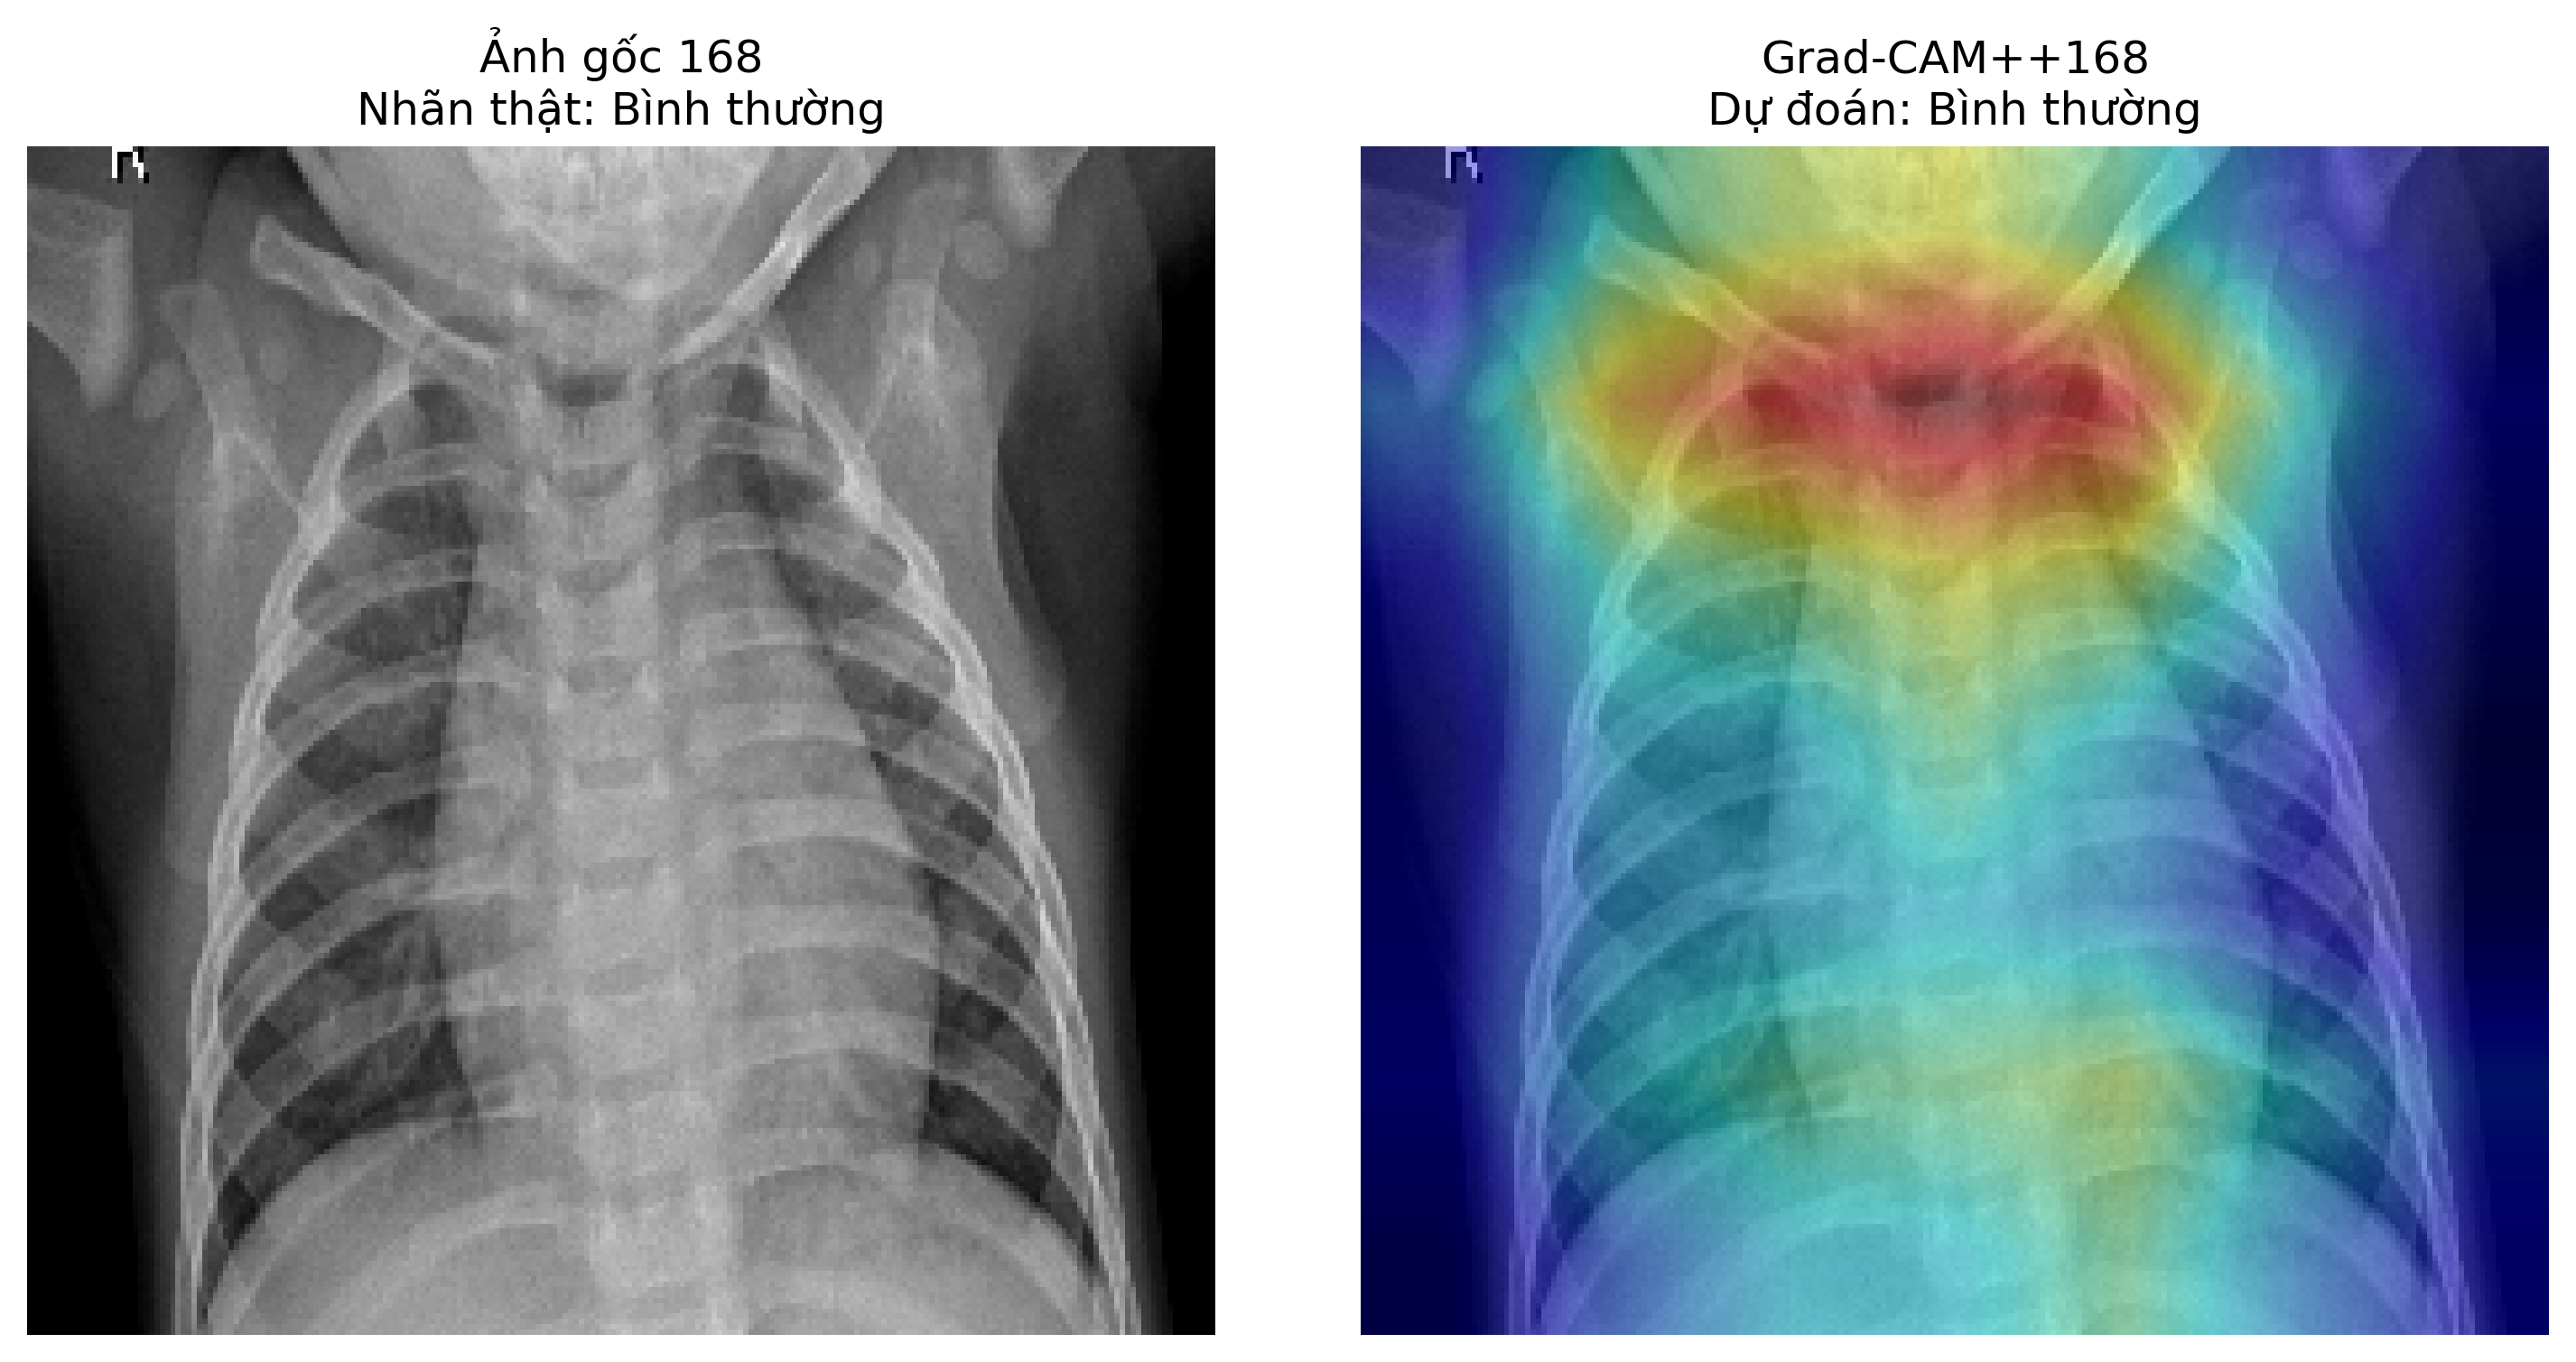 Ảnh gốc 168
Nhãn thật: Bình thường
Grad-CAM++168
Dự đoán: Bình thường